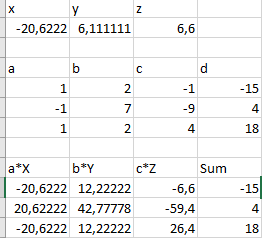 x y z
-20,6222 6,111111 6,6
a b c d
1 2 -1 -15
-1 7 -9 4
1 2 4 18
a*X b*Y c*Z Sum
-20,6222 12,22222 -6,6 -15
20,62222 42,77778 -59,4 4
-20,6222 12,22222 26,4 18